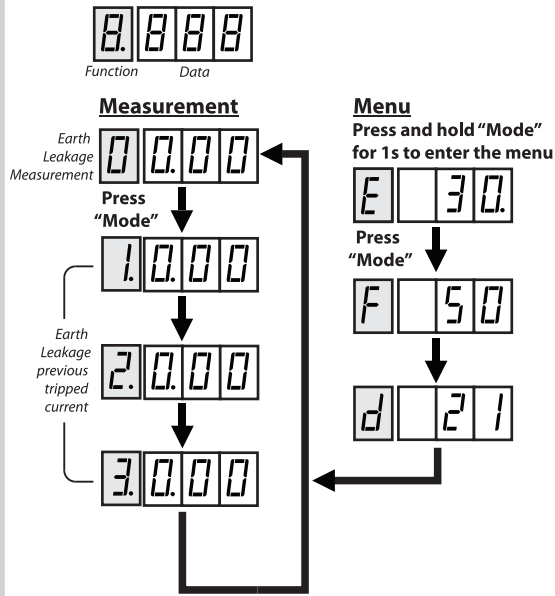 8.888
Function Data
Measurement
Earth
Leakage
Measurement
0 0.00
Press
“Mode”
1. 0.00
Earth
Leakage
previous
tripped
current
2. 0.00
3. 0.00
Menu
Press and hold “Mode”
for 1s to enter the menu
E 30.
Press
“Mode”
F 50
d 21